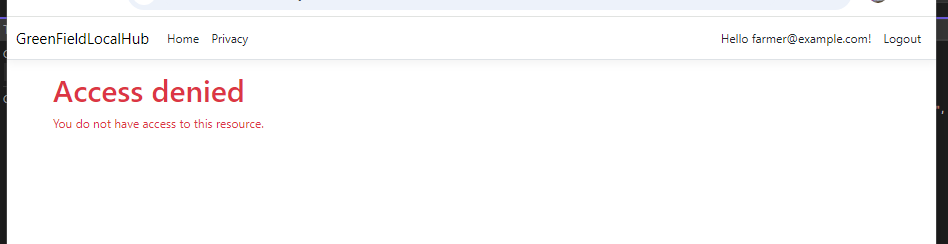 GreenFieldLocalHub Home Privacy Hello farmer@example.com! Logout
Access denied
You do not have access to this resource.